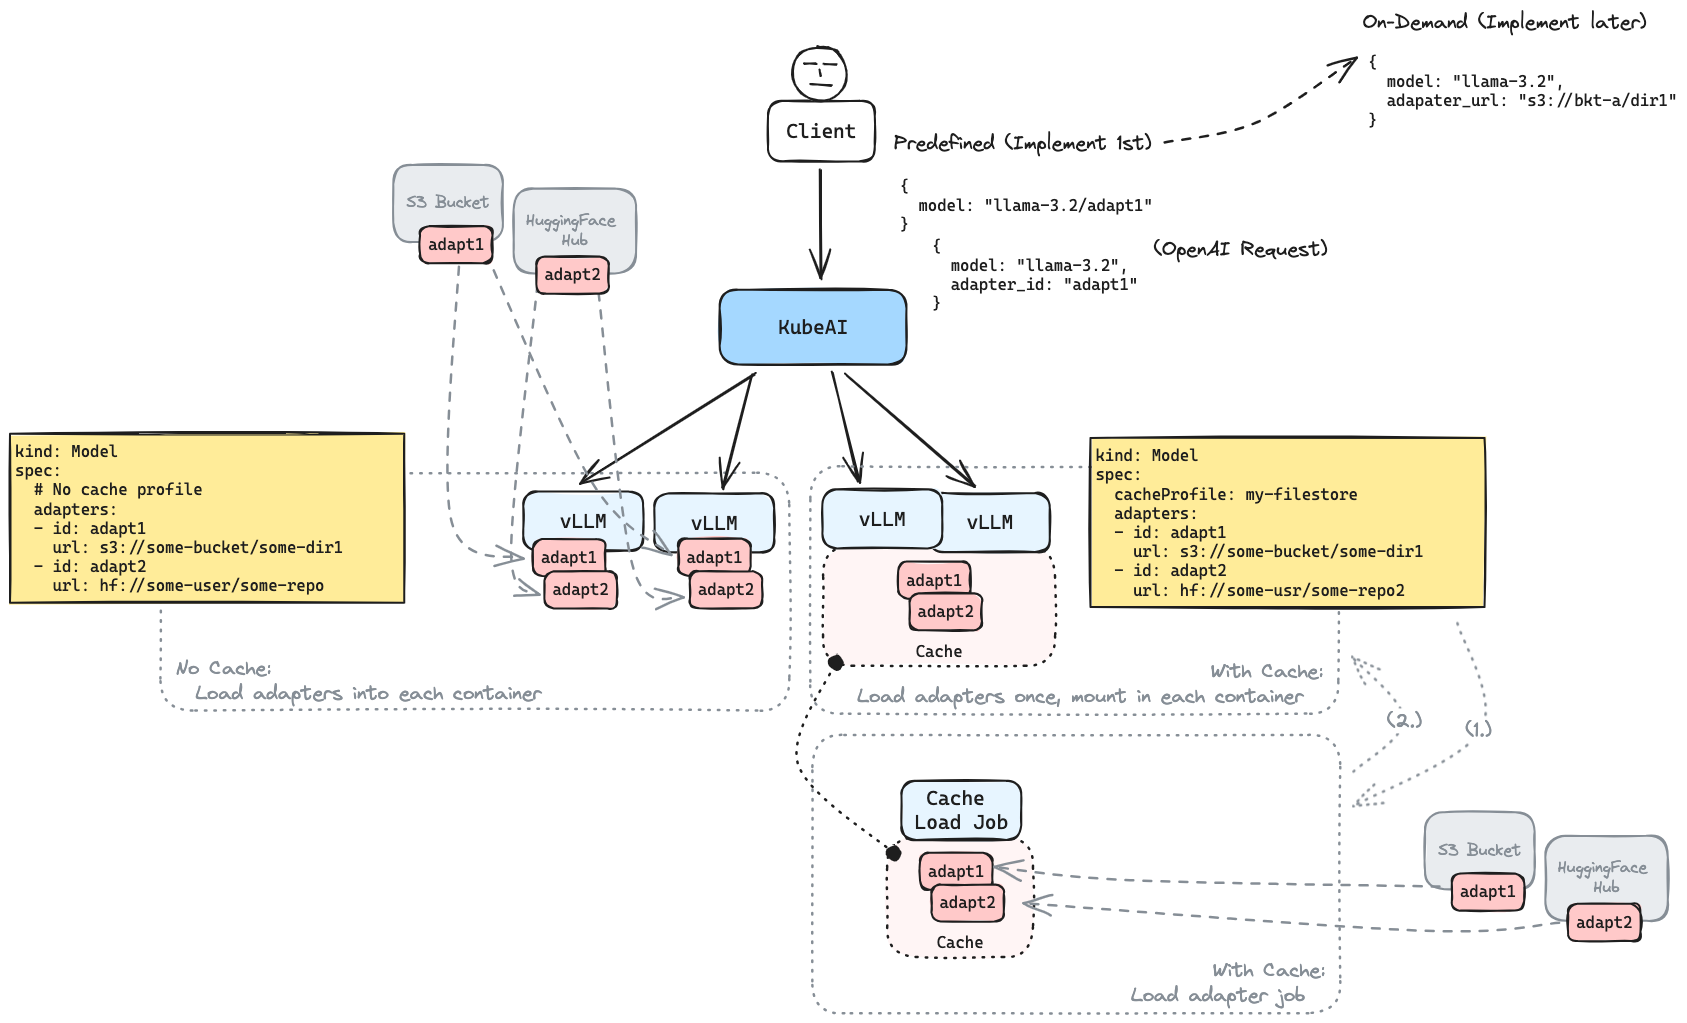 On-Demand (Implement later)
{
  model: "llama-3.2",
  adapater_url: "s3://bkt-a/dir1"
}
Client
Predefined (Implement 1st)
{
  model: "llama-3.2/adapt1"
}
{
  model: "llama-3.2",
  adapter_id: "adapt1"
}
(OpenAI Request)
S3 Bucket
adapt1
HuggingFace
Hub
adapt2
KubeAI
kind: Model
spec:
  # No cache profile
  adapters:
  - id: adapt1
    url: s3://some-bucket/some-dir1
  - id: adapt2
    url: hf://some-user/some-repo
vLLM
adapt1
adapt2
vLLM
adapt1
adapt2
No Cache:
Load adapters into each container
vLLM
vLLM
adapt1
adapt2
Cache
With Cache:
Load adapters once, mount in each container
kind: Model
spec:
  cacheProfile: my-filestore
  adapters:
  - id: adapt1
    url: s3://some-bucket/some-dir1
  - id: adapt2
    url: hf://some-usr/some-repo2
(2.)
(1.)
Cache
Load Job
adapt1
adapt2
Cache
With Cache:
Load adapter job
S3 Bucket
adapt1
HuggingFace
Hub
adapt2